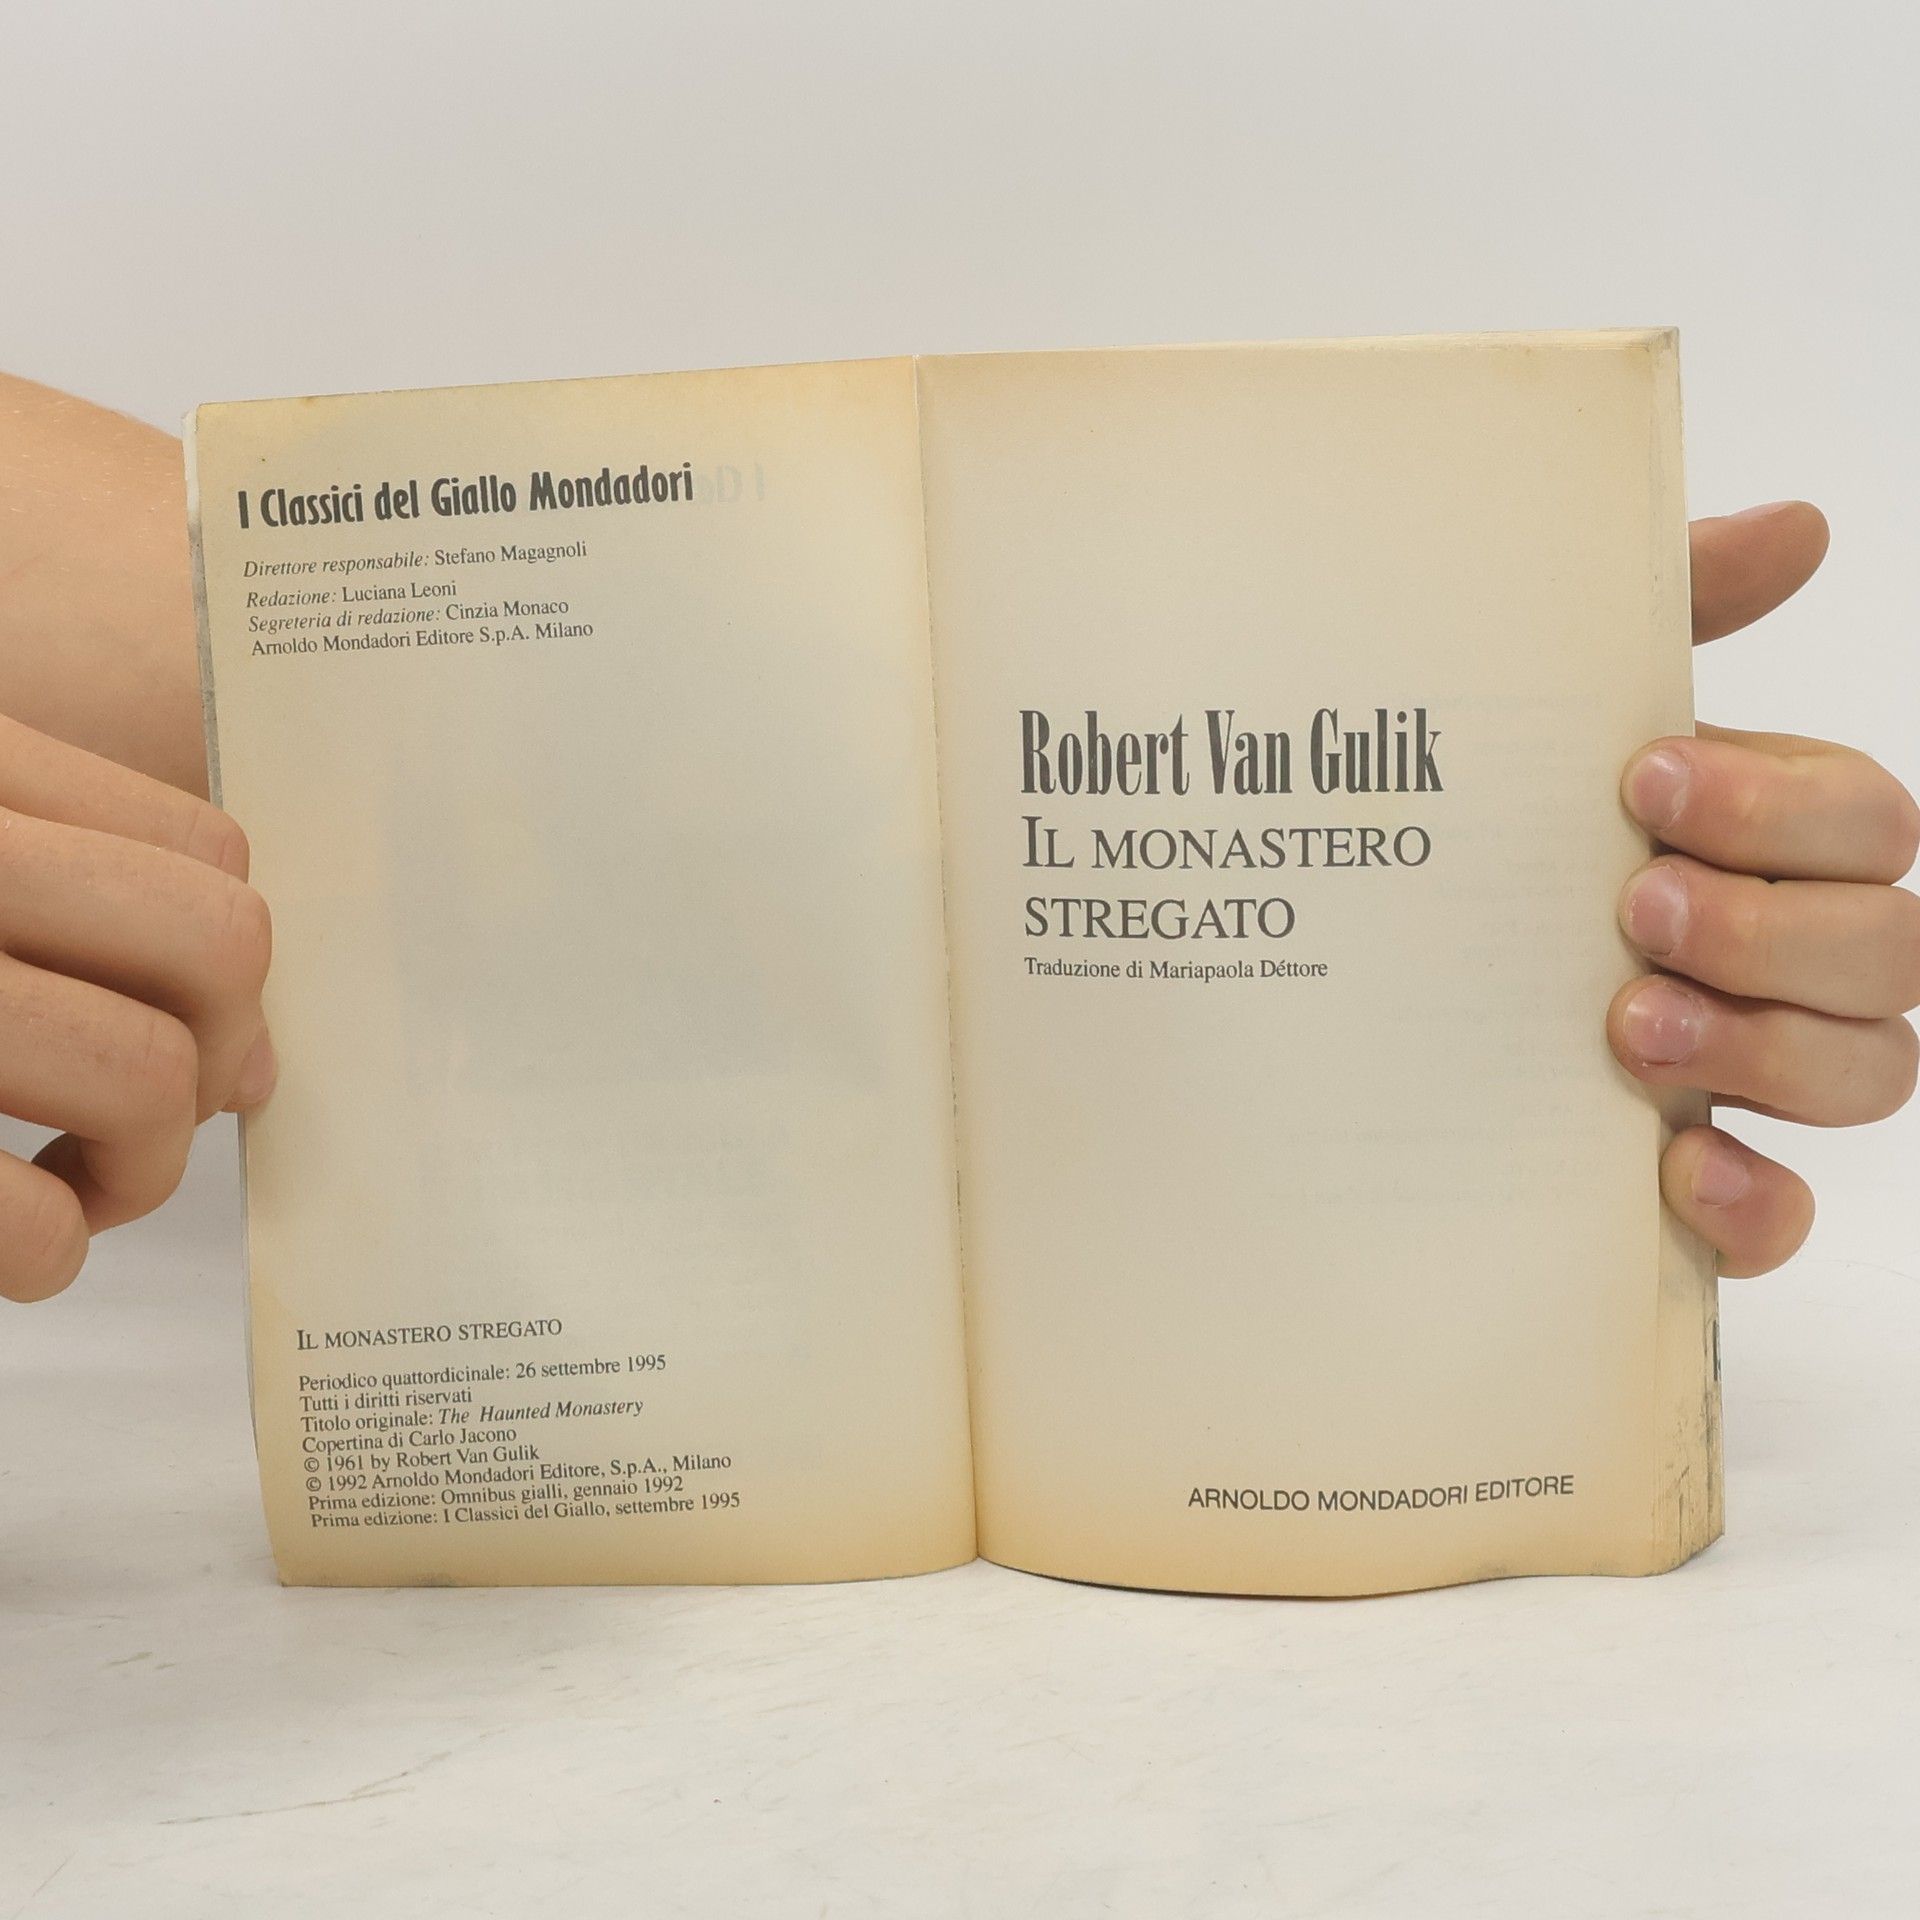 I Classici del Giallo Mondadori
Direttore responsabile: Stefano Magagnoli
Redazione: Luciana Leoni
Segreteria di redazione: Cinzia Monaco
Arnoldo Mondadori Editore S.p.A. Milano
IL MONASTERO STREGATO
Periodico quattordicinale: 26 settembre 1995
Tutti i diritti riservati
Titolo originale: The Haunted Monastery
Copertina di Carlo Jacono
© 1961 by Robert Van Gulik
© 1992 Arnoldo Mondadori Editore, S.p.A., Milano
Prima edizione: Omnibus gialli, gennaio 1992
Prima edizione: I Classici del Giallo, settembre 1995
Robert Van Gulik
IL MONASTERO
STREGATO
Traduzione di Mariapaola Déttore
ARNOLDO MONDADORI EDITORE